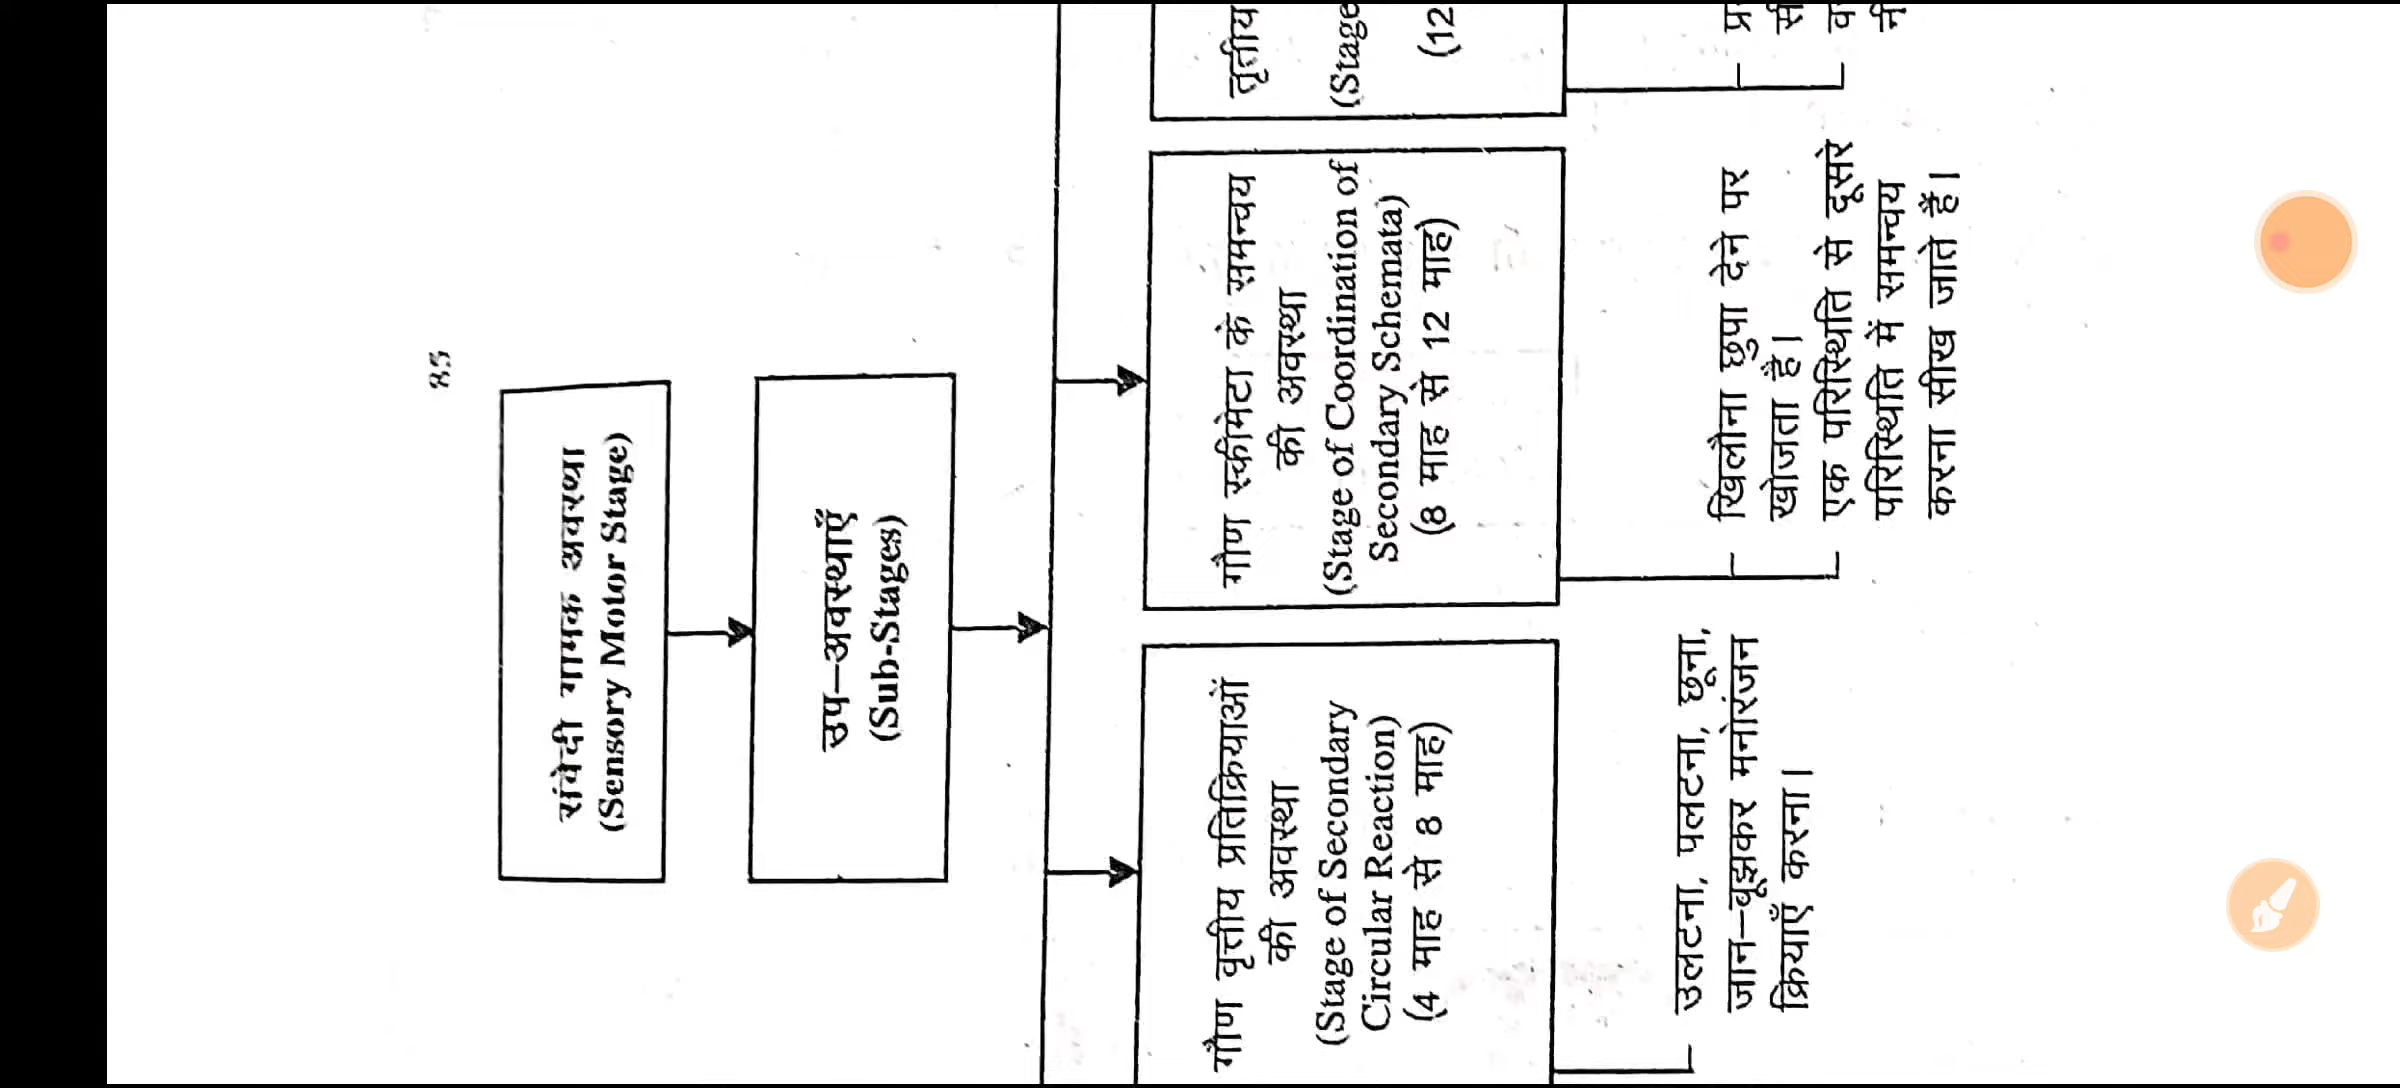 85
संवेदी गामक अवस्था
(Sensory Motor Stage)
उप–अवस्थाएँ
(Sub-Stages)
गौण वृत्तीय प्रतिक्रियाओं
की अवस्था
(Stage of Secondary
Circular Reaction)
(4 माह से 8 माह)
उलटना, पलटना, छूना,
जान–बूझकर मनोरंजन
क्रियाएँ करना।
गौण स्कीमेटा के समन्वय
की अवस्था
(Stage of Coordination of
Secondary Schemata)
(8 माह से 12 माह)
खिलौना छुपा देने पर
खोजता है।
एक परिस्थिति से दूसरे
परिस्थिति में समन्वय
करना सीख जाते हैं।
तृतीय
(Stage
(12